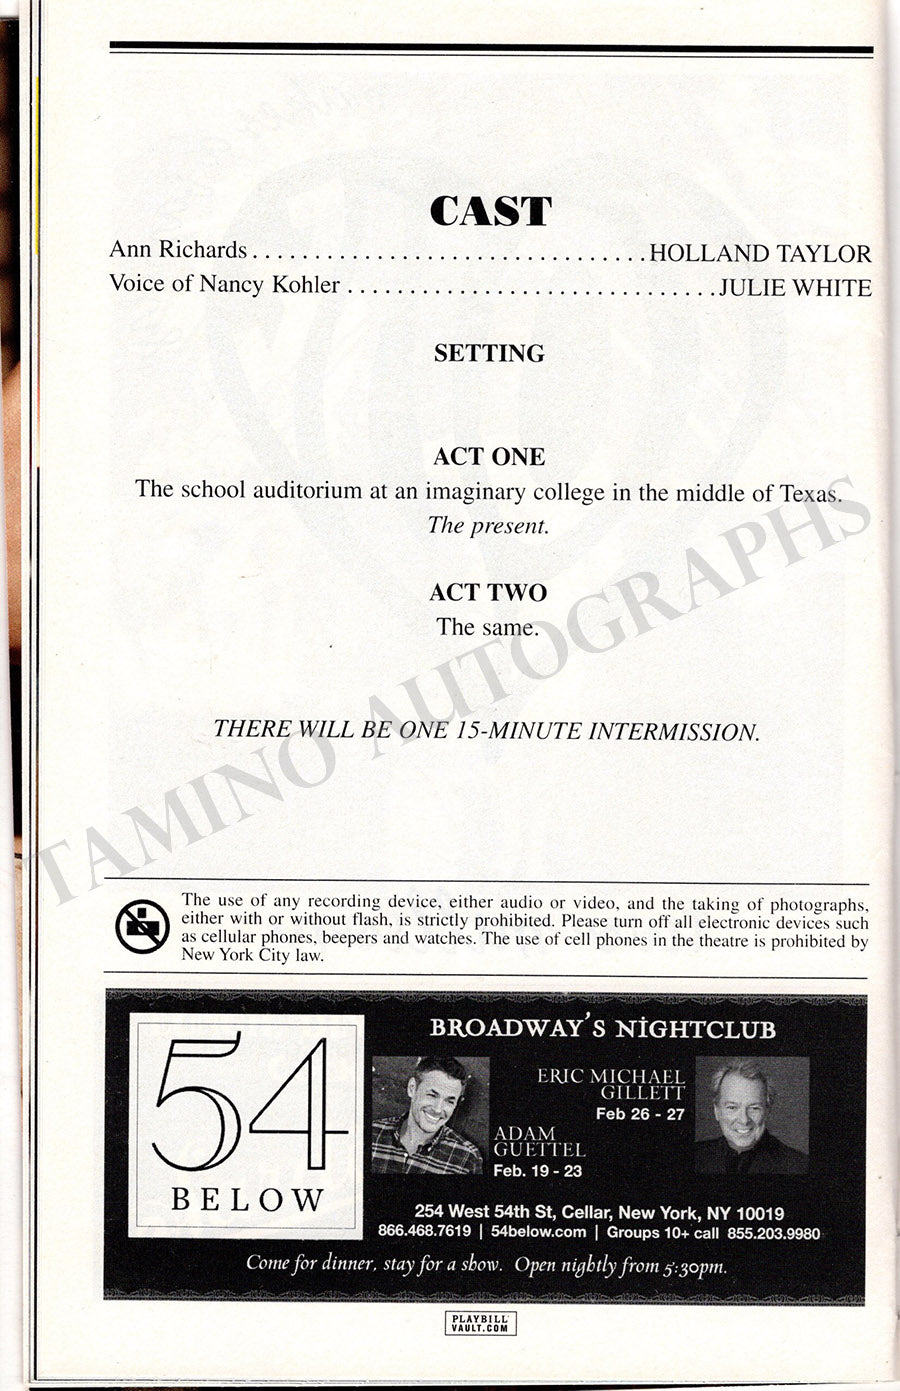 CAST
Ann Richards . . . . . . . . . . . . . . . . . . . . . . . . . . . . . . . . HOLLAND TAYLOR
Voice of Nancy Kohler . . . . . . . . . . . . . . . . . . . . . . . . . . . . . JULIE WHITE
SETTING
ACT ONE
The school auditorium at an imaginary college in the middle of Texas.
The present.
ACT TWO
The same.
THERE WILL BE ONE 15-MINUTE INTERMISSION.
TAMINO AUTOGRAPHS
The use of any recording device, either audio or video, and the taking of photographs,
either with or without flash, is strictly prohibited. Please turn off all electronic devices such
as cellular phones, beepers and watches. The use of cell phones in the theatre is prohibited by
New York City law.
54
BELOW
BROADWAY'S NIGHTCLUB
ERIC MICHAEL
GILLETT
Feb 26 - 27
ADAM
GUETTEL
Feb. 19 - 23
254 West 54th St, Cellar, New York, NY 10019
866.468.7619 | 54below.com | Groups 10+ call 855.203.9980
Come for dinner, stay for a show. Open nightly from 5:30pm.
PLAYBILL
VAULT.COM